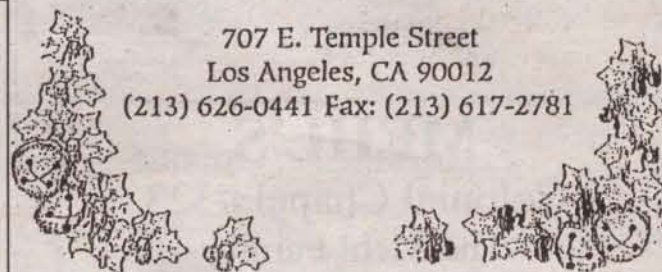 707 E. Temple Street
Los Angeles, CA 90012
(213) 626-0441 Fax: (213) 617-2781